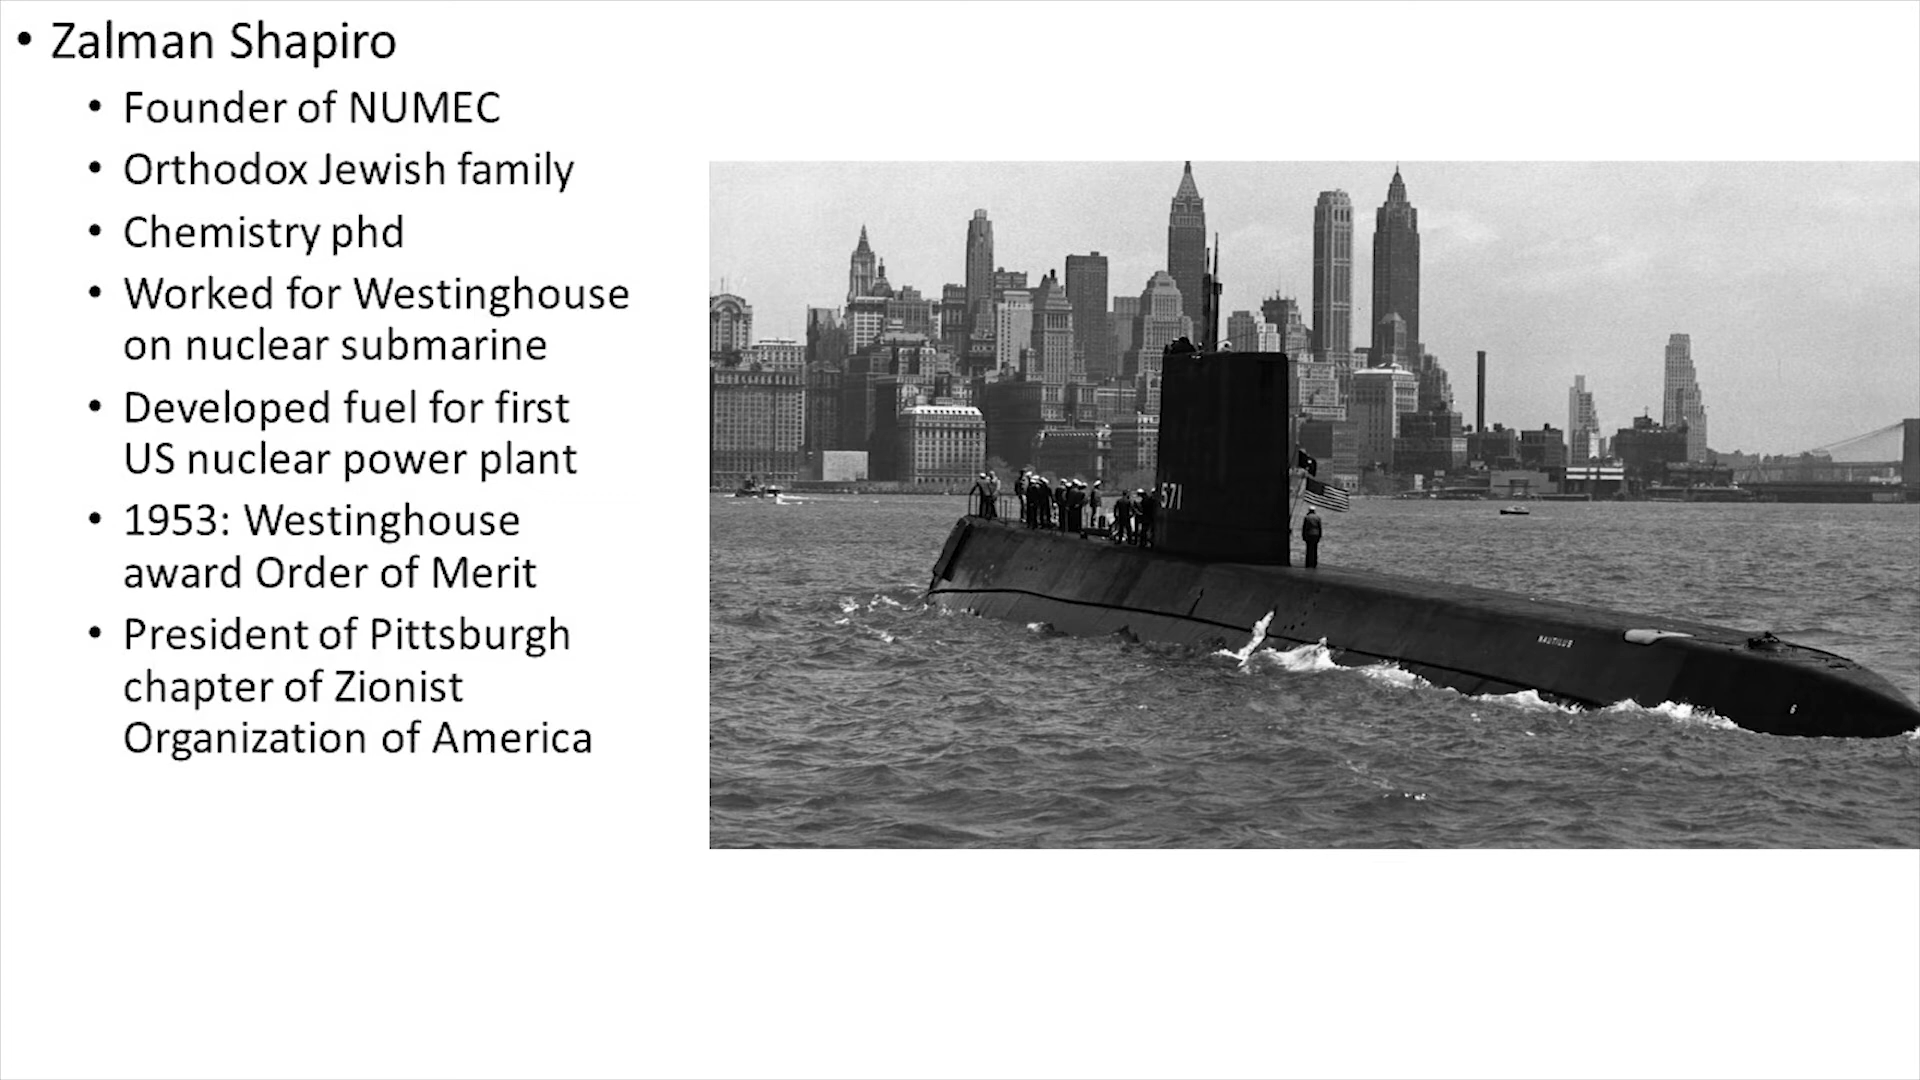 • Zalman Shapiro
• Founder of NUMEC
• Orthodox Jewish family
• Chemistry phd
• Worked for Westinghouse
on nuclear submarine
• Developed fuel for first
US nuclear power plant
• 1953: Westinghouse
award Order of Merit
• President of Pittsburgh
chapter of Zionist
Organization of America
571
NAUTILUS
6